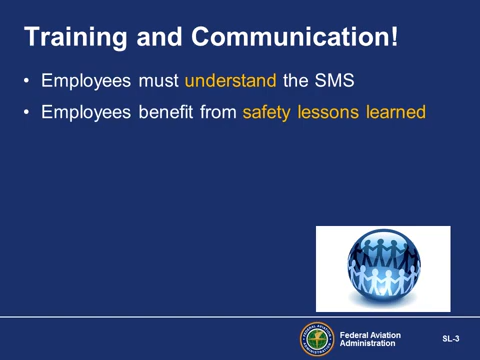 Training and Communication!
• Employees must understand the SMS
• Employees benefit from safety lessons learned
Federal Aviation
Administration
SL-3